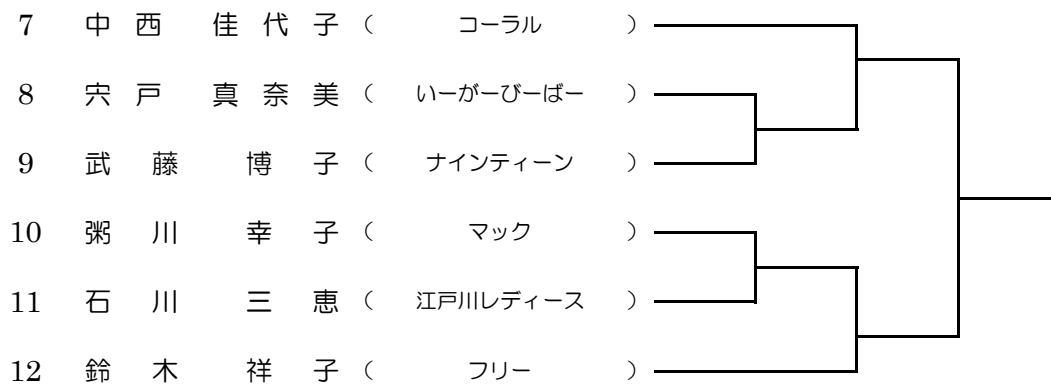 7 中西 佳代子 （ コーラル ）
8 宍戸 真奈美 （ いーがーびーばー ）
9 武藤 博子 （ ナインティーン ）
10 粥川 幸子 （ マック ）
11 石川 三恵 （ 江戸川レディース ）
12 鈴木 祥子 （ フリー ）